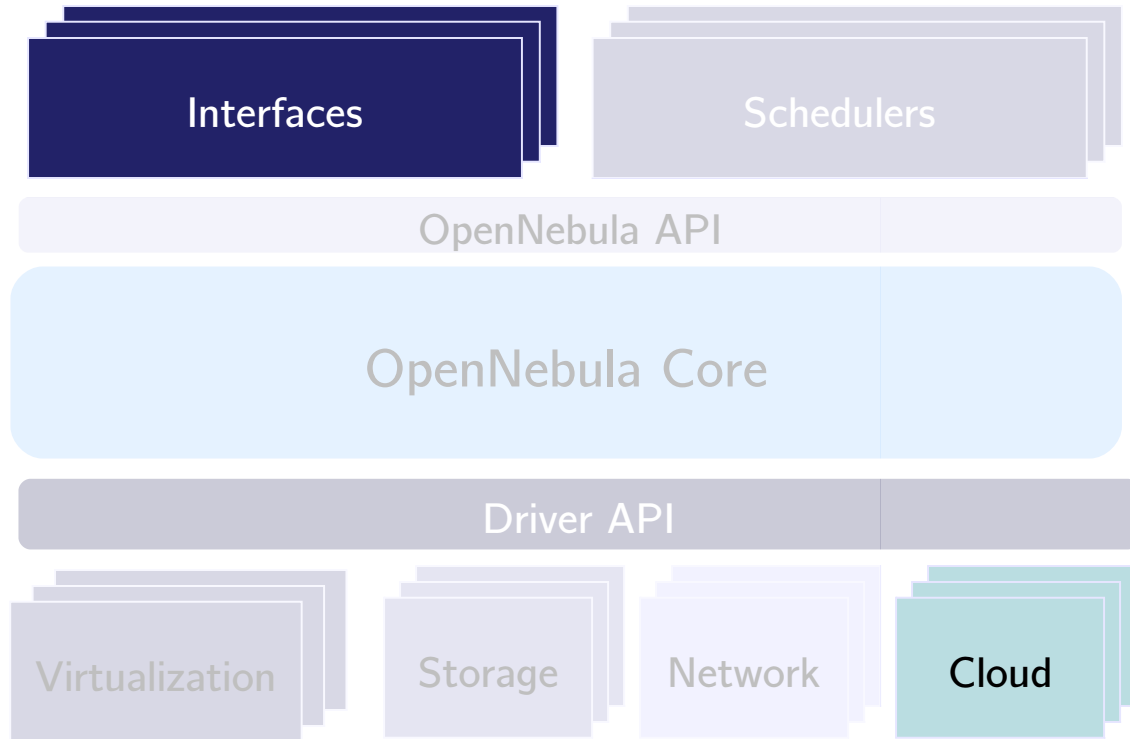 Interfaces
Schedulers
OpenNebula API
OpenNebula Core
Driver API
Virtualization
Storage
Network
Cloud